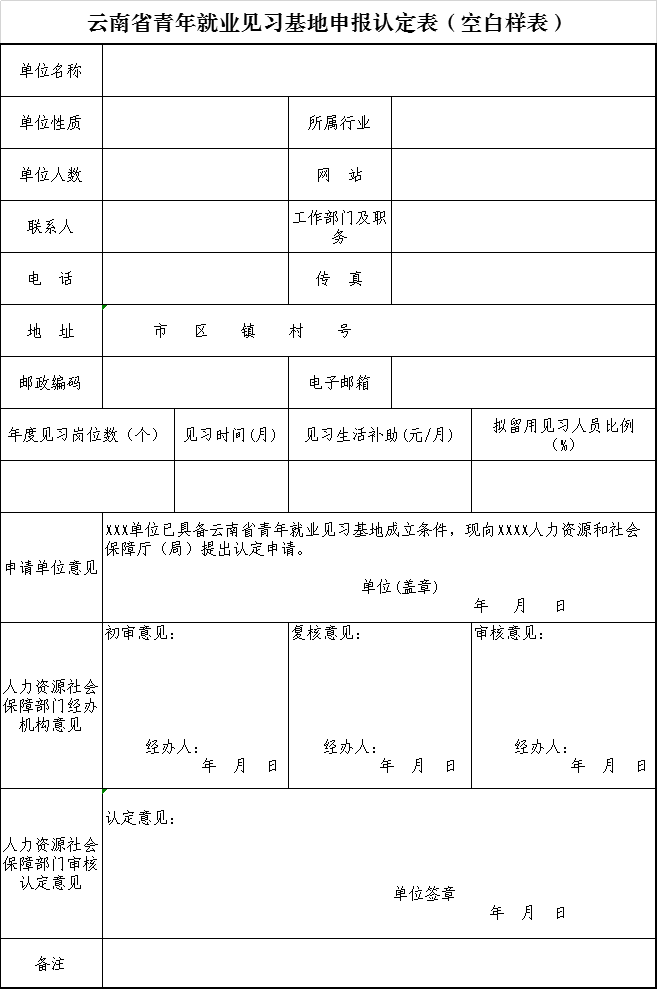 云南省青年就业见习基地申报认定表（空白样表）
单位名称
单位性质 所属行业
单位人数 网 站
联系人 工作部门及职
务
电 话 传 真
地 址 市 区 镇 村 号
邮政编码 电子邮箱
年度见习岗位数（个） 见习时间(月) 见习生活补助(元/月) 拟留用见习人员比例
（%）
申请单位意见
XXX单位已具备云南省青年就业见习基地成立条件，现向XXXX人力资源和社会
保障厅（局）提出认定申请。
单位(盖章)
年 月 日
人力资源社会
保障部门经办
机构意见
初审意见：
经办人：
年 月 日
复核意见：
经办人：
年 月 日
审核意见：
经办人：
年 月 日
人力资源社会
保障部门审核
认定意见
认定意见：
单位签章
年 月 日
备注